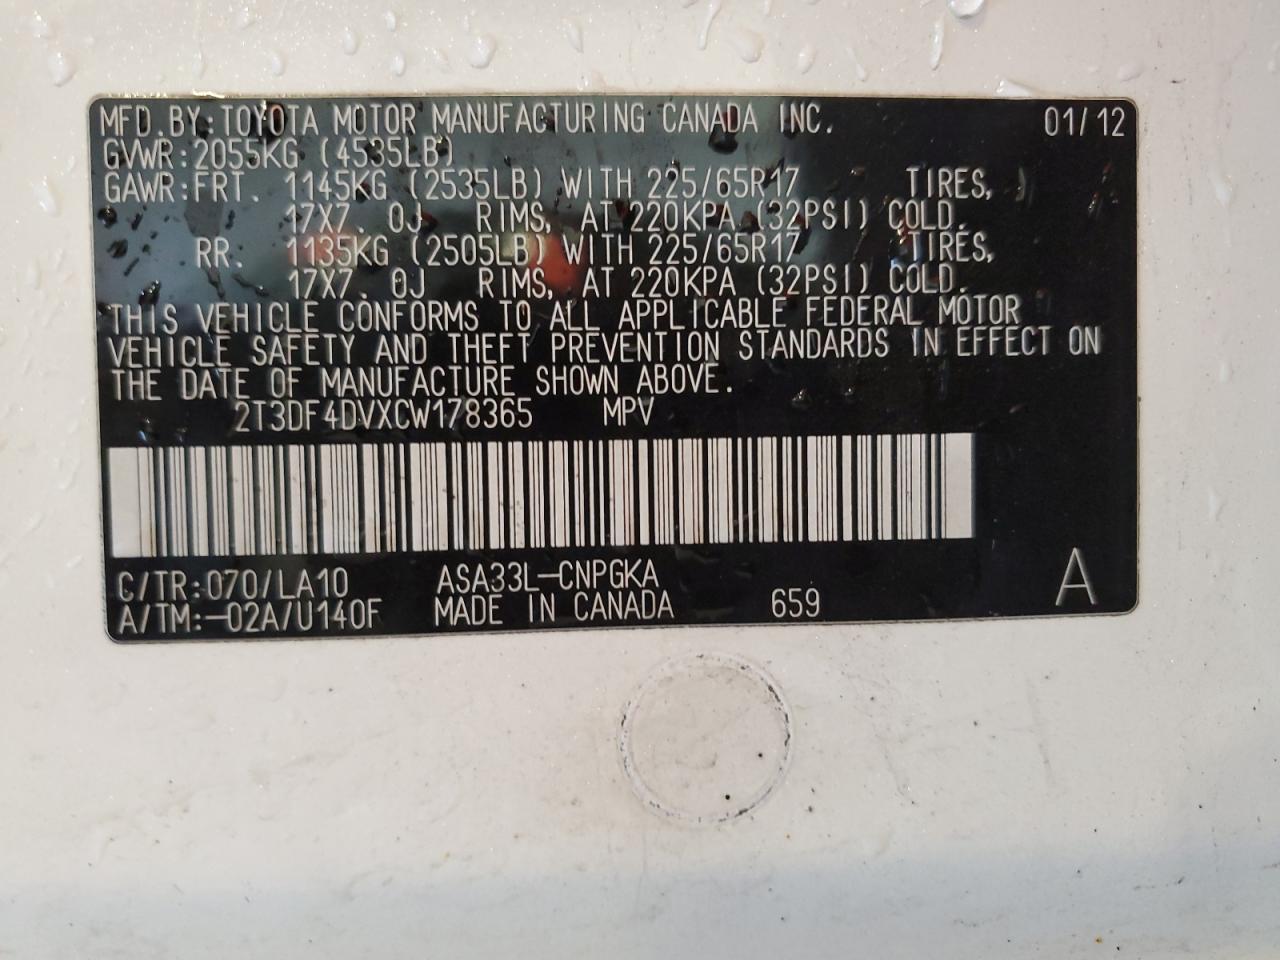 MFD.BY:TOYOTA MOTOR MANUFACTURING CANADA INC. 01/12
GVWR:2055KG (4535LB)
GAWR:FRT. 1145KG (2535LB) WITH 225/65R17 TIRES,
17X7.0J RIMS, AT 220KPA (32PSI) COLD.
RR. 1135KG (2505LB) WITH 225/65R17 TIRES,
17X7.0J RIMS, AT 220KPA (32PSI) COLD.
THIS VEHICLE CONFORMS TO ALL APPLICABLE FEDERAL MOTOR
VEHICLE SAFETY AND THEFT PREVENTION STANDARDS IN EFFECT ON
THE DATE OF MANUFACTURE SHOWN ABOVE.
2T3DF4DVXCW178365 MPV
C/TR:070/LA10 ASA33L-CNPGKA
A/TM:-02A/U140F MADE IN CANADA 659 A